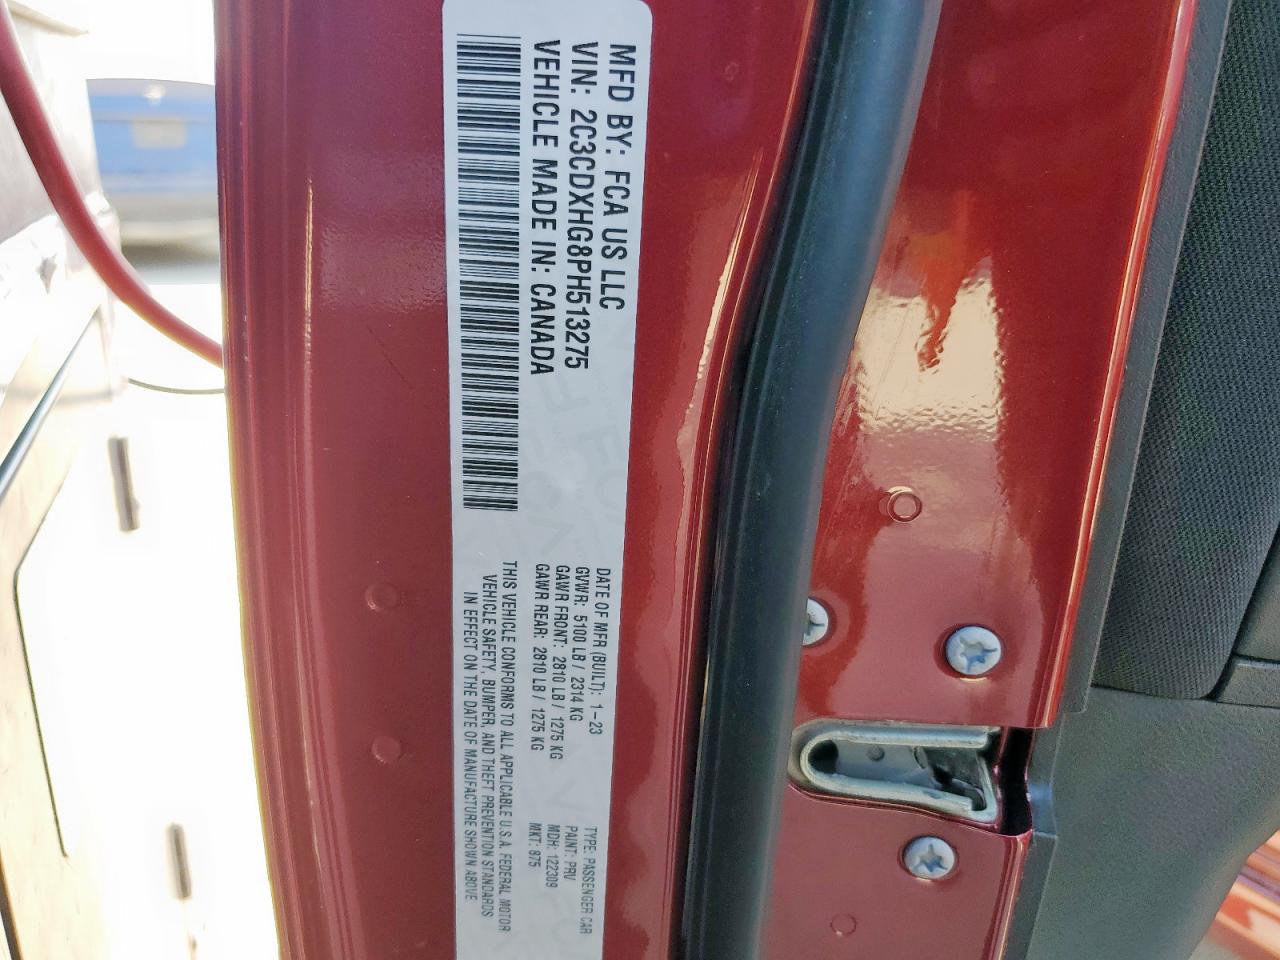 MFD BY: FCA US LLC
VIN: 2C3CDXHG8PH513275
VEHICLE MADE IN: CANADA
DATE OF MFR (BUILT): 1-23
GVWR: 5100 LB / 2314 KG
GAWR FRONT: 2810 LB / 1275 KG
GAWR REAR: 2810 LB / 1275 KG
THIS VEHICLE CONFORMS TO ALL APPLICABLE U.S.A. FEDERAL MOTOR
VEHICLE SAFETY, BUMPER, AND THEFT PREVENTION STANDARDS
IN EFFECT ON THE DATE OF MANUFACTURE SHOWN ABOVE
TYPE: PASSENGER CAR
PAINT: PRV
MDH: 122309
MKT: 875